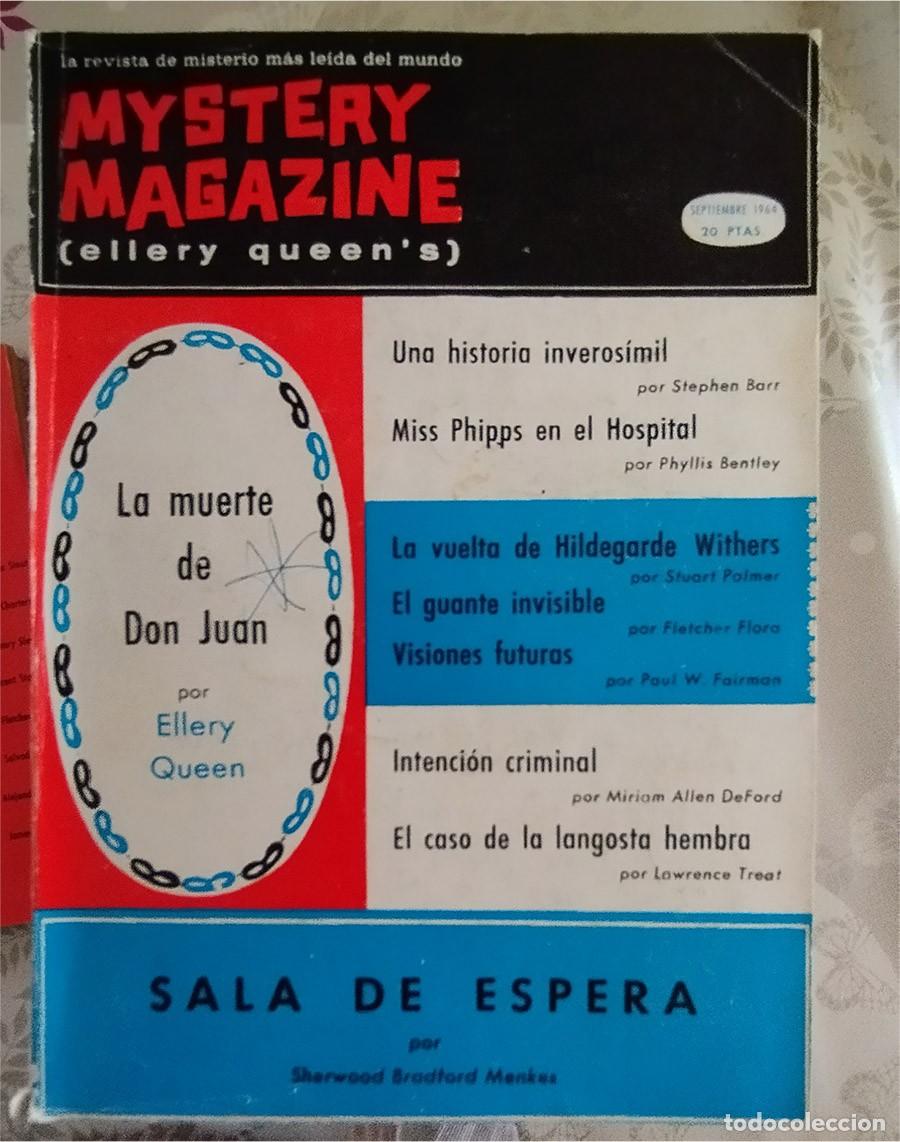 la revista de misterio más leída del mundo
MYSTERY
MAGAZINE
(ellery queen's)
SEPTIEMBRE 1964
20 PTAS
La muerte
de
Don Juan
por
Ellery
Queen
Una historia inverosímil
por Stephen Barr
Miss Phipps en el Hospital
por Phyllis Bentley
La vuelta de Hildegarde Withers
por Stuart Palmer
El guante invisible
por Fletcher Flora
Visiones futuras
por Paul W. Fairman
Intención criminal
por Miriam Allen DeFord
El caso de la langosta hembra
por Lawrence Treat
SALA DE ESPERA
por
Sherwood Bradford Menkes
todocoleccion